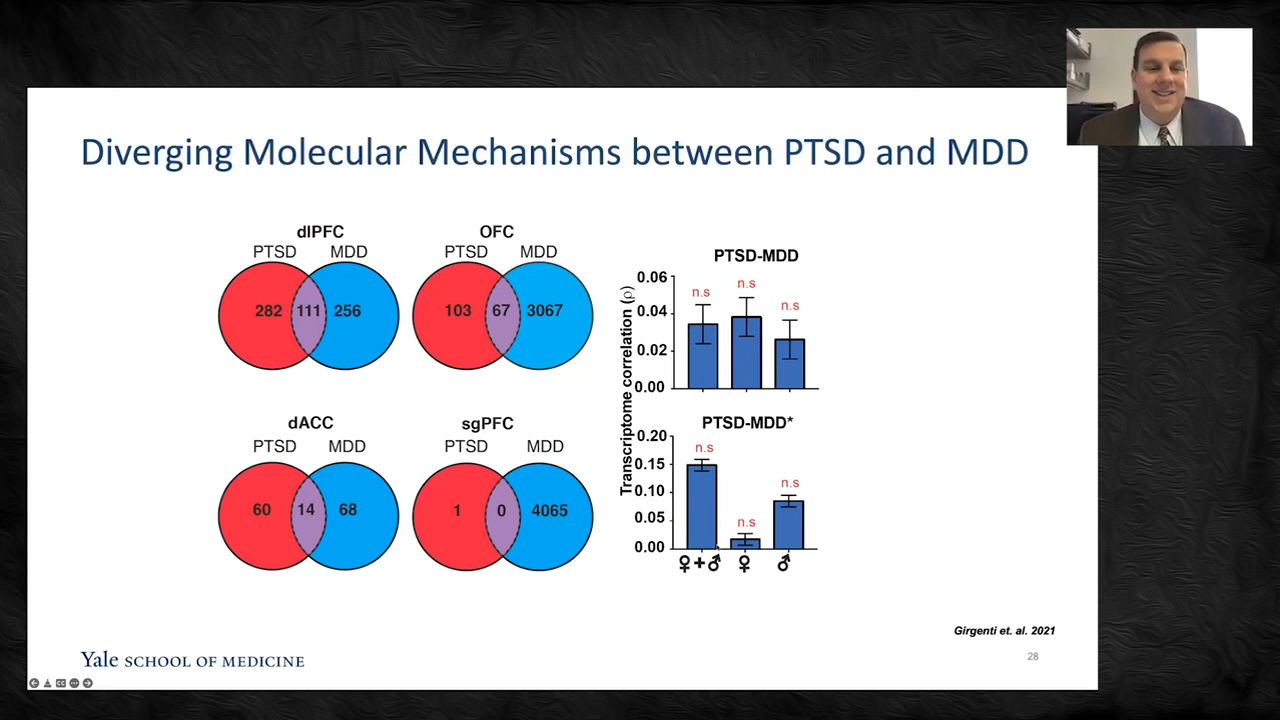 Diverging Molecular Mechanisms between PTSD and MDD
dlPFC
PTSD MDD
282 111 256
OFC
PTSD MDD
103 67 3067
dACC
PTSD MDD
60 14 68
sgPFC
PTSD MDD
1 0 4065
Transcriptome correlation (ρ)
PTSD-MDD
0.06
0.04
0.02
0.00
n.s
n.s
n.s
PTSD-MDD*
0.20
0.15
0.10
0.05
0.00
n.s
n.s
n.s
♀+♂ ♀ ♂
Girgenti et. al. 2021
Yale SCHOOL OF MEDICINE
28